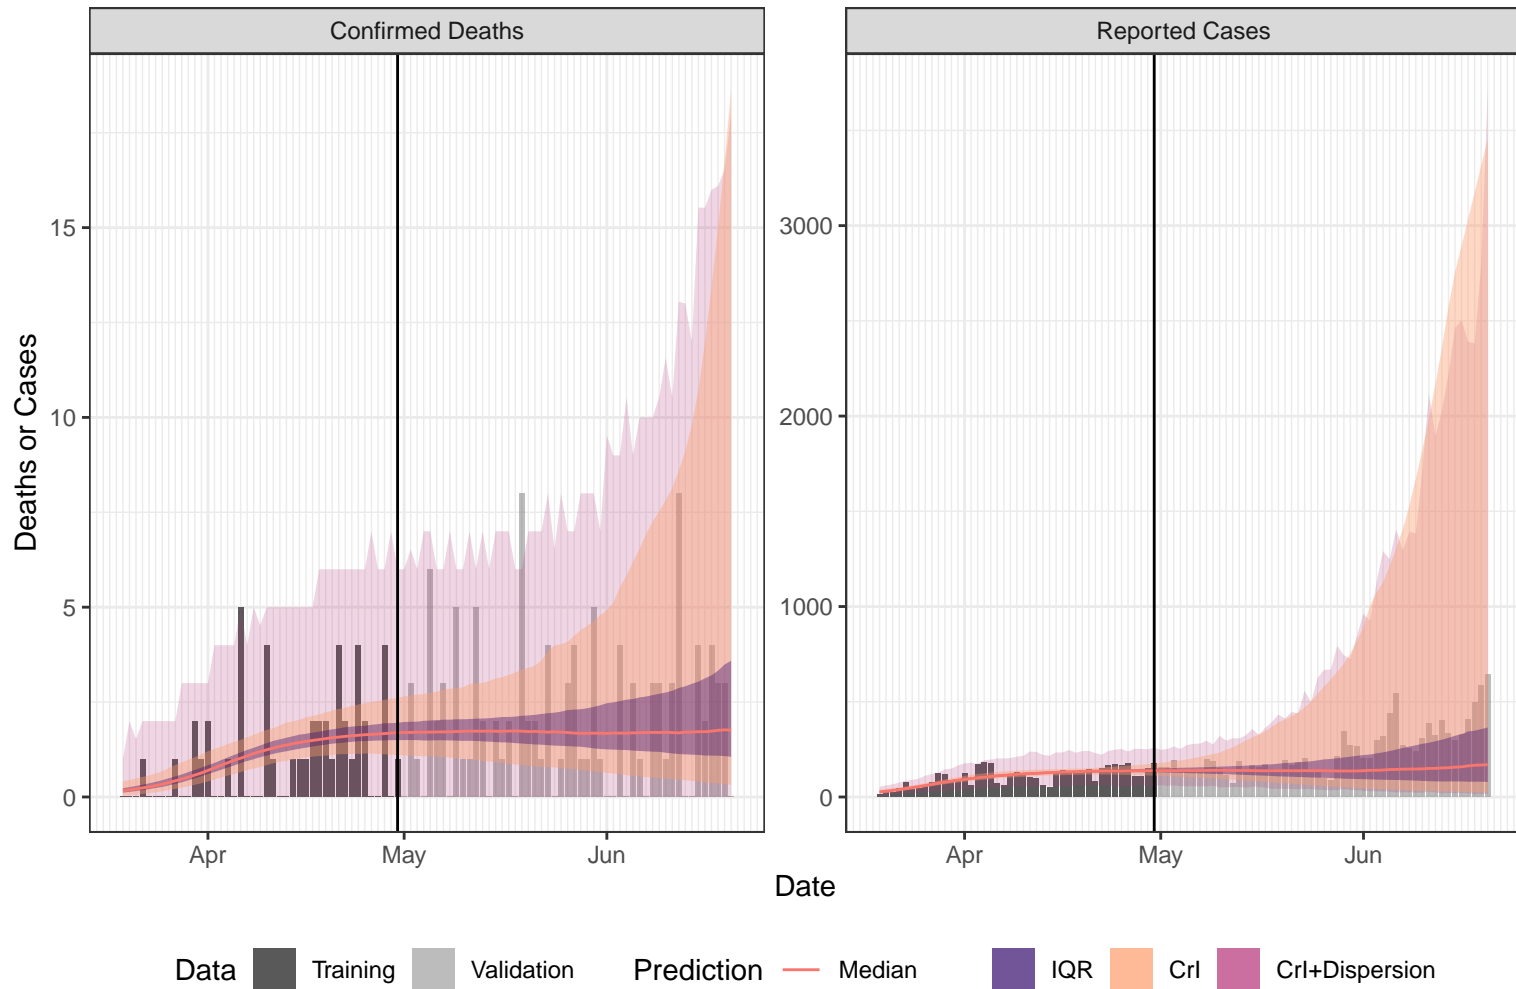 Confirmed Deaths
Reported Cases
Deaths or Cases
15
10
5
0
3000
2000
1000
0
Apr
May
Jun
Apr
May
Jun
Date
Data Training Validation Prediction Median IQR CrI CrI+Dispersion